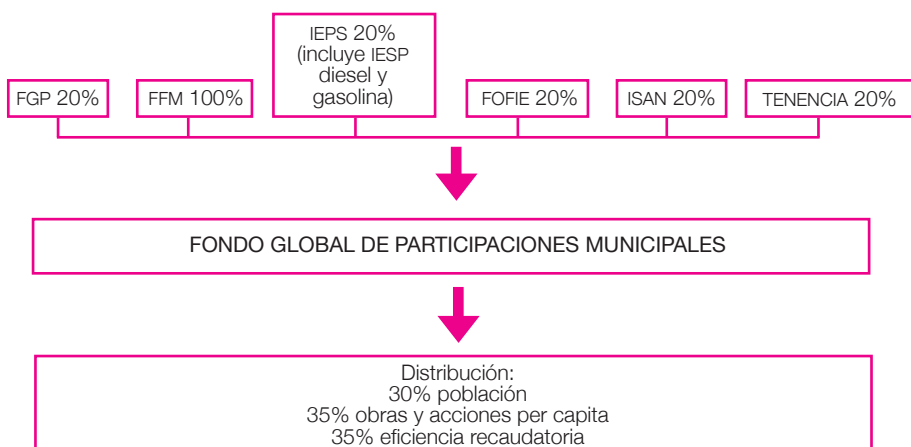 IEPS 20%
(incluye IESP
diesel y
gasolina)
FGP 20%
FFM 100%
FOFIE 20%
ISAN 20%
TENENCIA 20%
FONDO GLOBAL DE PARTICIPACIONES MUNICIPALES
Distribución:
30% población
35% obras y acciones per capita
35% eficiencia recaudatoria